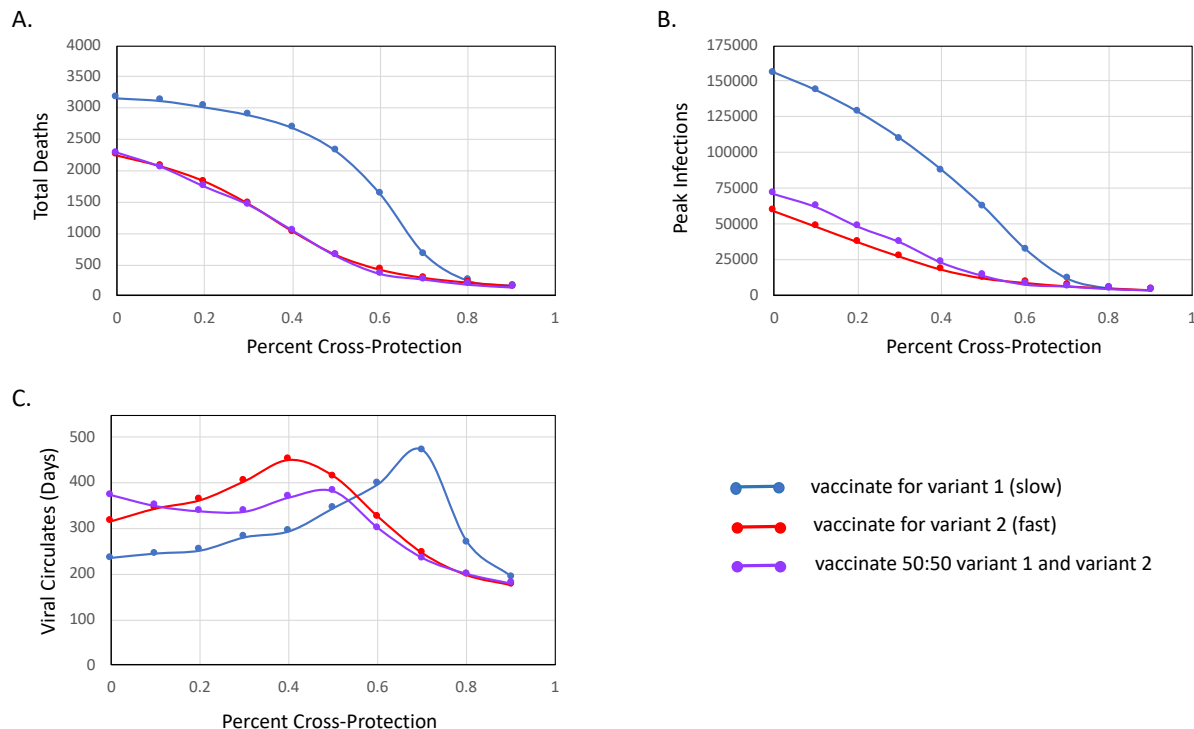 A.
4000
3500
3000
2500
2000
1500
1000
500
0
Total Deaths
0 0.2 0.4 0.6 0.8 1
Percent Cross-Protection
B.
175000
150000
125000
100000
75000
50000
25000
0
Peak Infections
0 0.2 0.4 0.6 0.8 1
Percent Cross-Protection
C.
500
400
300
200
100
0
Viral Circulates (Days)
0 0.2 0.4 0.6 0.8 1
Percent Cross-Protection
vaccinate for variant 1 (slow)
vaccinate for variant 2 (fast)
vaccinate 50:50 variant 1 and variant 2